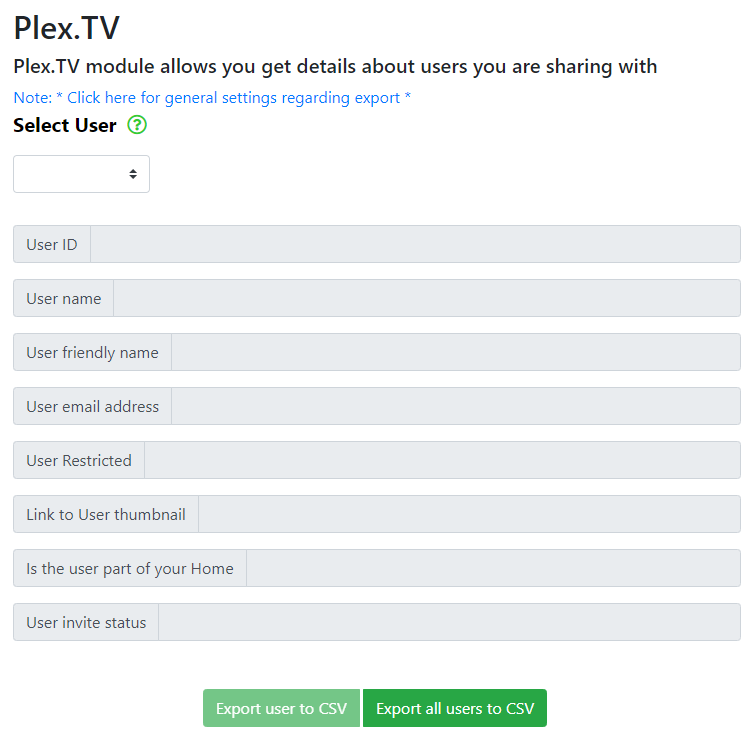 Plex.TV
Plex.TV module allows you get details about users you are sharing with
Note: * Click here for general settings regarding export *
Select User ?
User ID
User name
User friendly name
User email address
User Restricted
Link to User thumbnail
Is the user part of your Home
User invite status
Export user to CSV Export all users to CSV